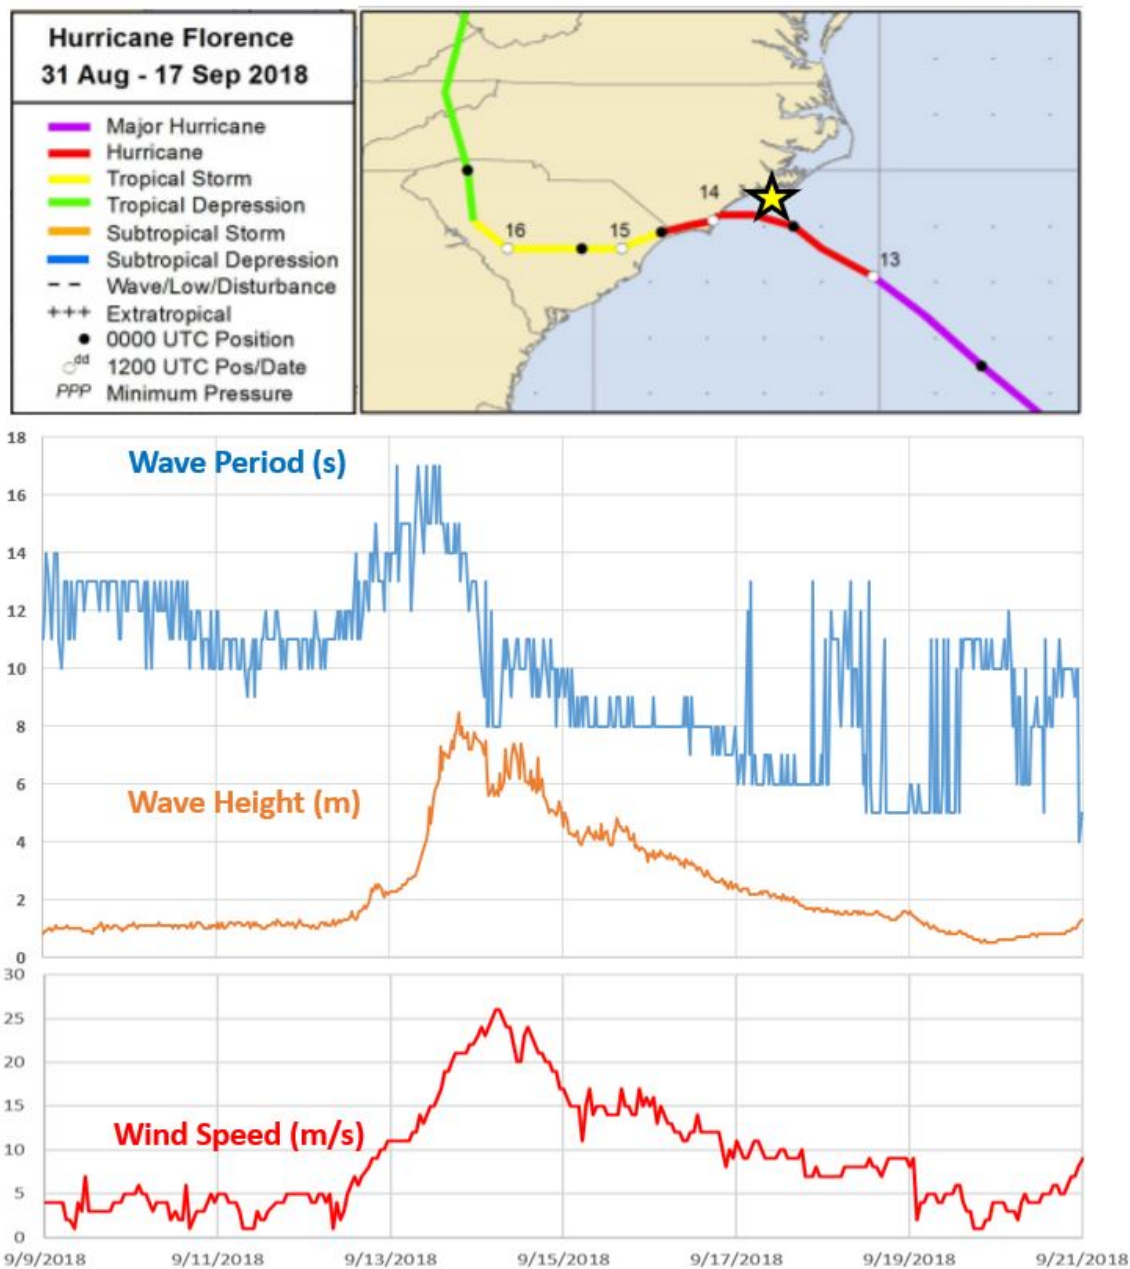 Hurricane Florence
31 Aug - 17 Sep 2018
Major Hurricane
Hurricane
Tropical Storm
Tropical Depression
Subtropical Storm
Subtropical Depression
Wave/Low/Disturbance
+++ Extratropical
0000 UTC Position
dd 1200 UTC Pos/Date
PPP Minimum Pressure
14
16
15
13
Wave Period (s)
Wave Height (m)
18
16
14
12
10
8
6
4
2
0
Wind Speed (m/s)
30
25
20
15
10
5
0
9/9/2018 9/11/2018 9/13/2018 9/15/2018 9/17/2018 9/19/2018 9/21/2018